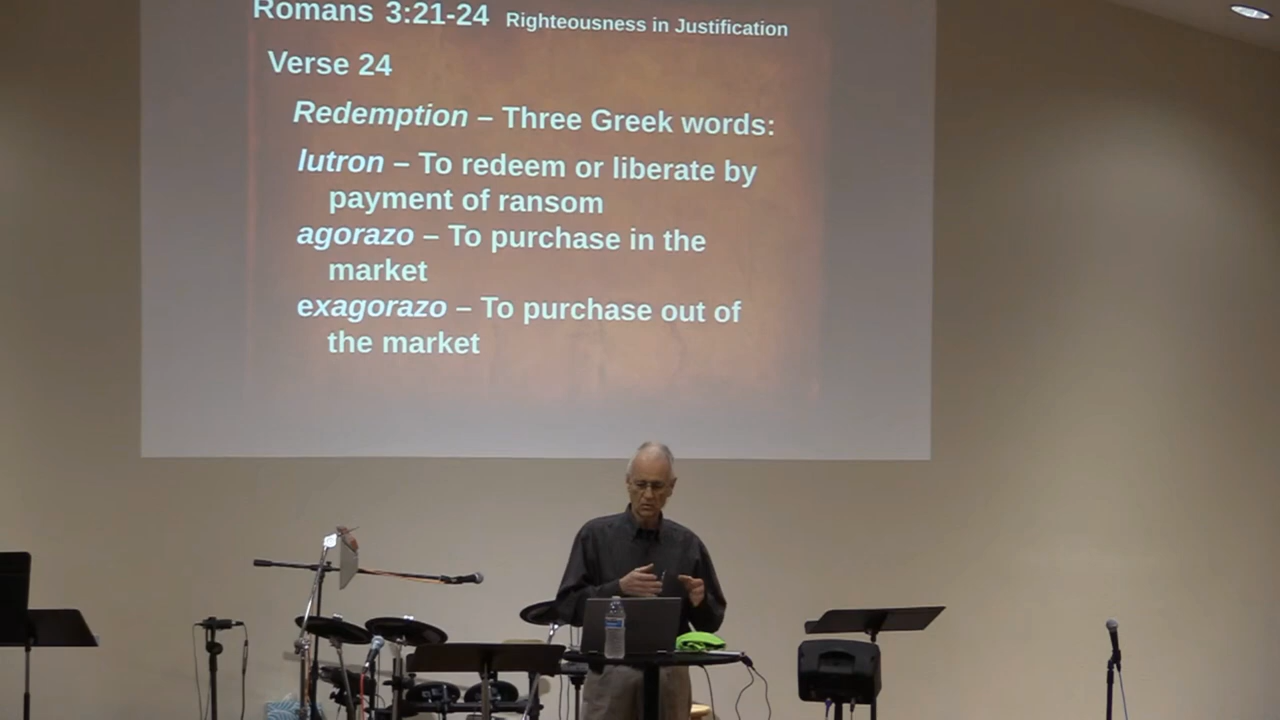 Romans 3:21-24 Righteousness in Justification
Verse 24
Redemption – Three Greek words:
lutron – To redeem or liberate by
payment of ransom
agorazo – To purchase in the
market
exagorazo – To purchase out of
the market